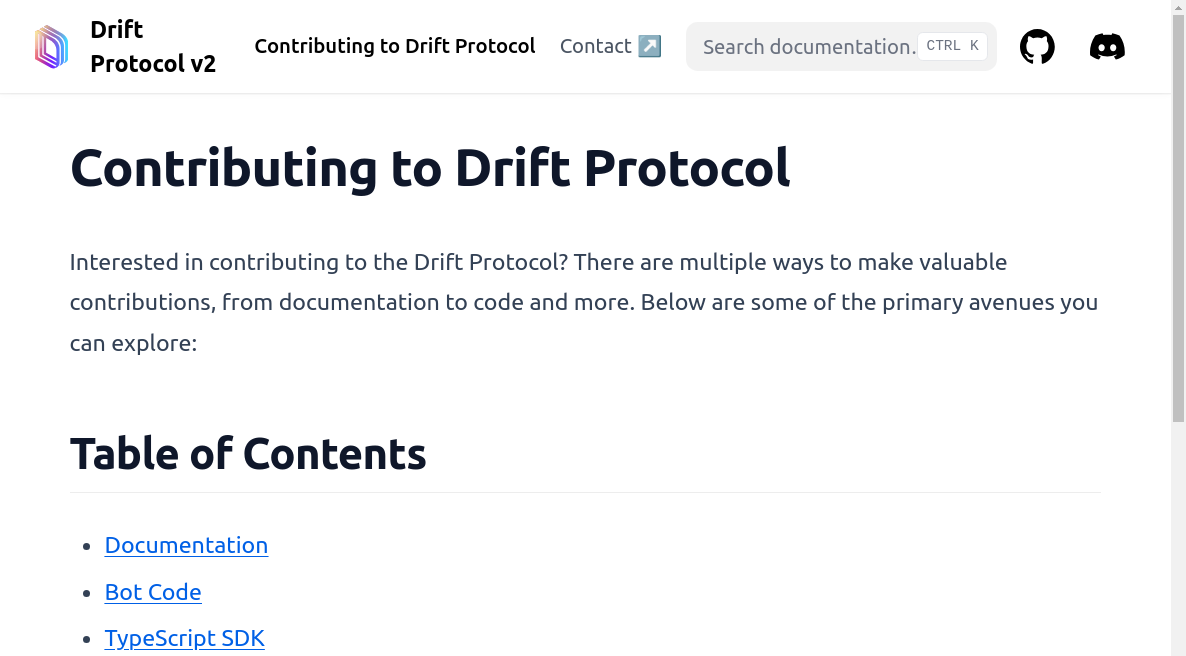 Drift
Protocol v2
Contributing to Drift Protocol
Contact ↗️
Search documentation.
CTRL K
Contributing to Drift Protocol
Interested in contributing to the Drift Protocol? There are multiple ways to make valuable
contributions, from documentation to code and more. Below are some of the primary avenues you
can explore:
Table of Contents
• Documentation
• Bot Code
• TypeScript SDK